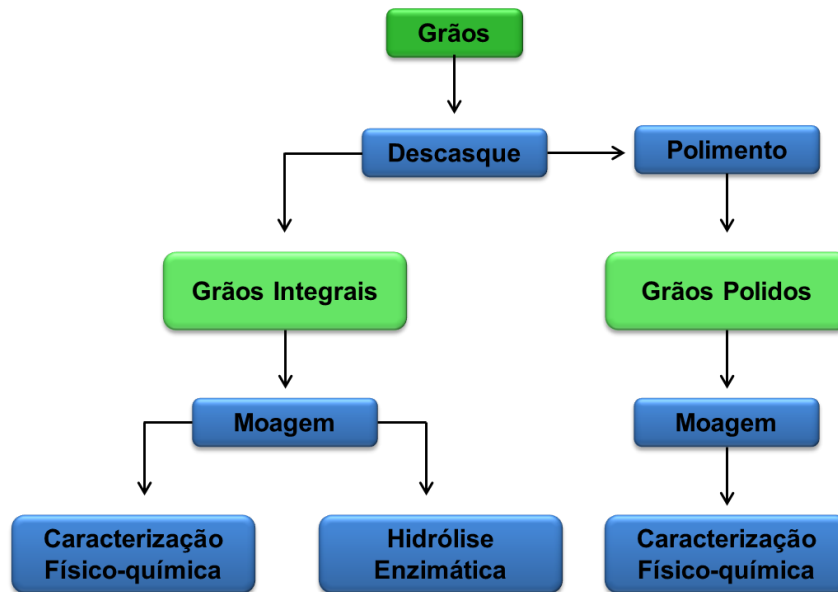 Grãos
Descasque
Polimento
Grãos Integrais
Grãos Polidos
Moagem
Moagem
Caracterização
Físico-química
Hidrólise
Enzimática
Caracterização
Físico-química